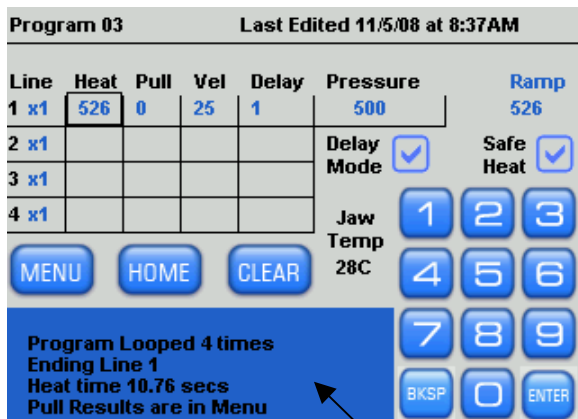 Program 03 Last Edited 11/5/08 at 8:37AM
Line Heat Pull Vel Delay Pressure Ramp
1 x1 526 0 25 1 500 526
2 x1
Delay Mode
Safe Heat
3 x1
4 x1
Jaw Temp 28C
1 2 3
MENU HOME CLEAR
4 5 6
7 8 9
BKSP 0 ENTER
Program Looped 4 times
Ending Line 1
Heat time 10.76 secs
Pull Results are in Menu